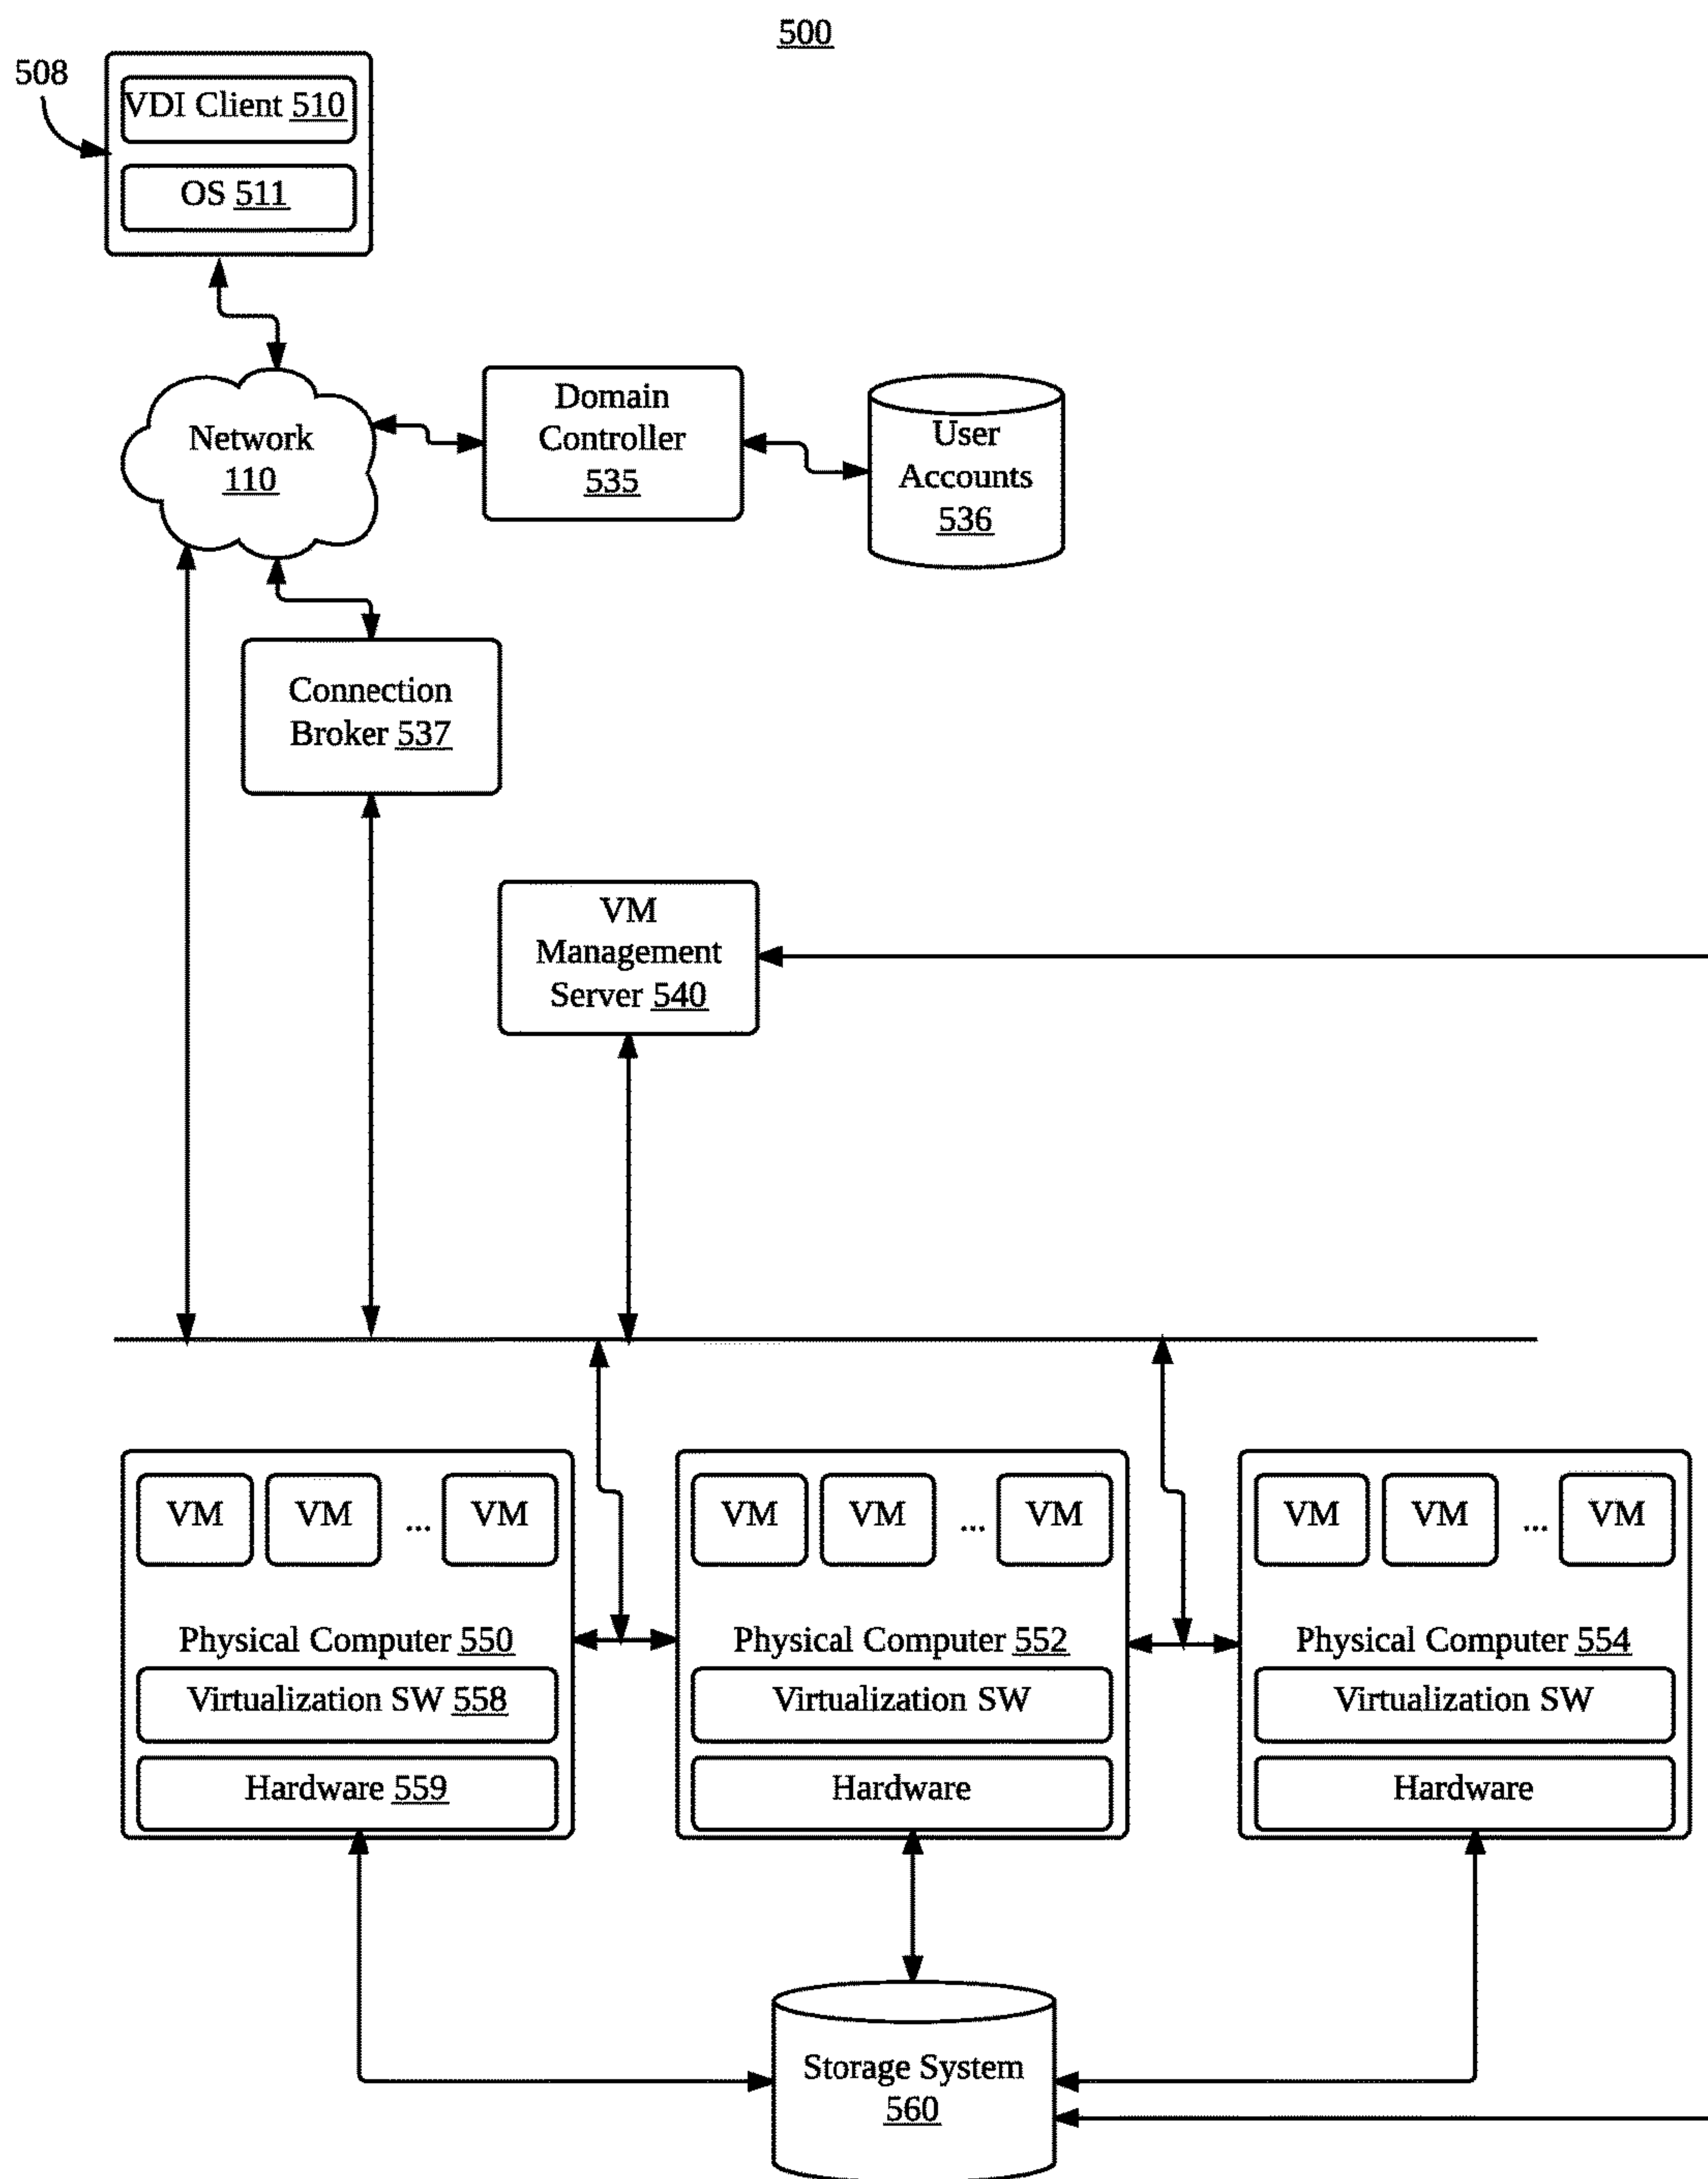 500
508
VDI Client 510
OS 511
Network
110
Domain
Controller
535
User
Accounts
536
Connection
Broker 537
VM
Management
Server 540
VM
VM
...
VM
Physical Computer 550
Virtualization SW 558
Hardware 559
VM
VM
...
VM
Physical Computer 552
Virtualization SW
Hardware
VM
VM
...
VM
Physical Computer 554
Virtualization SW
Hardware
Storage System
560